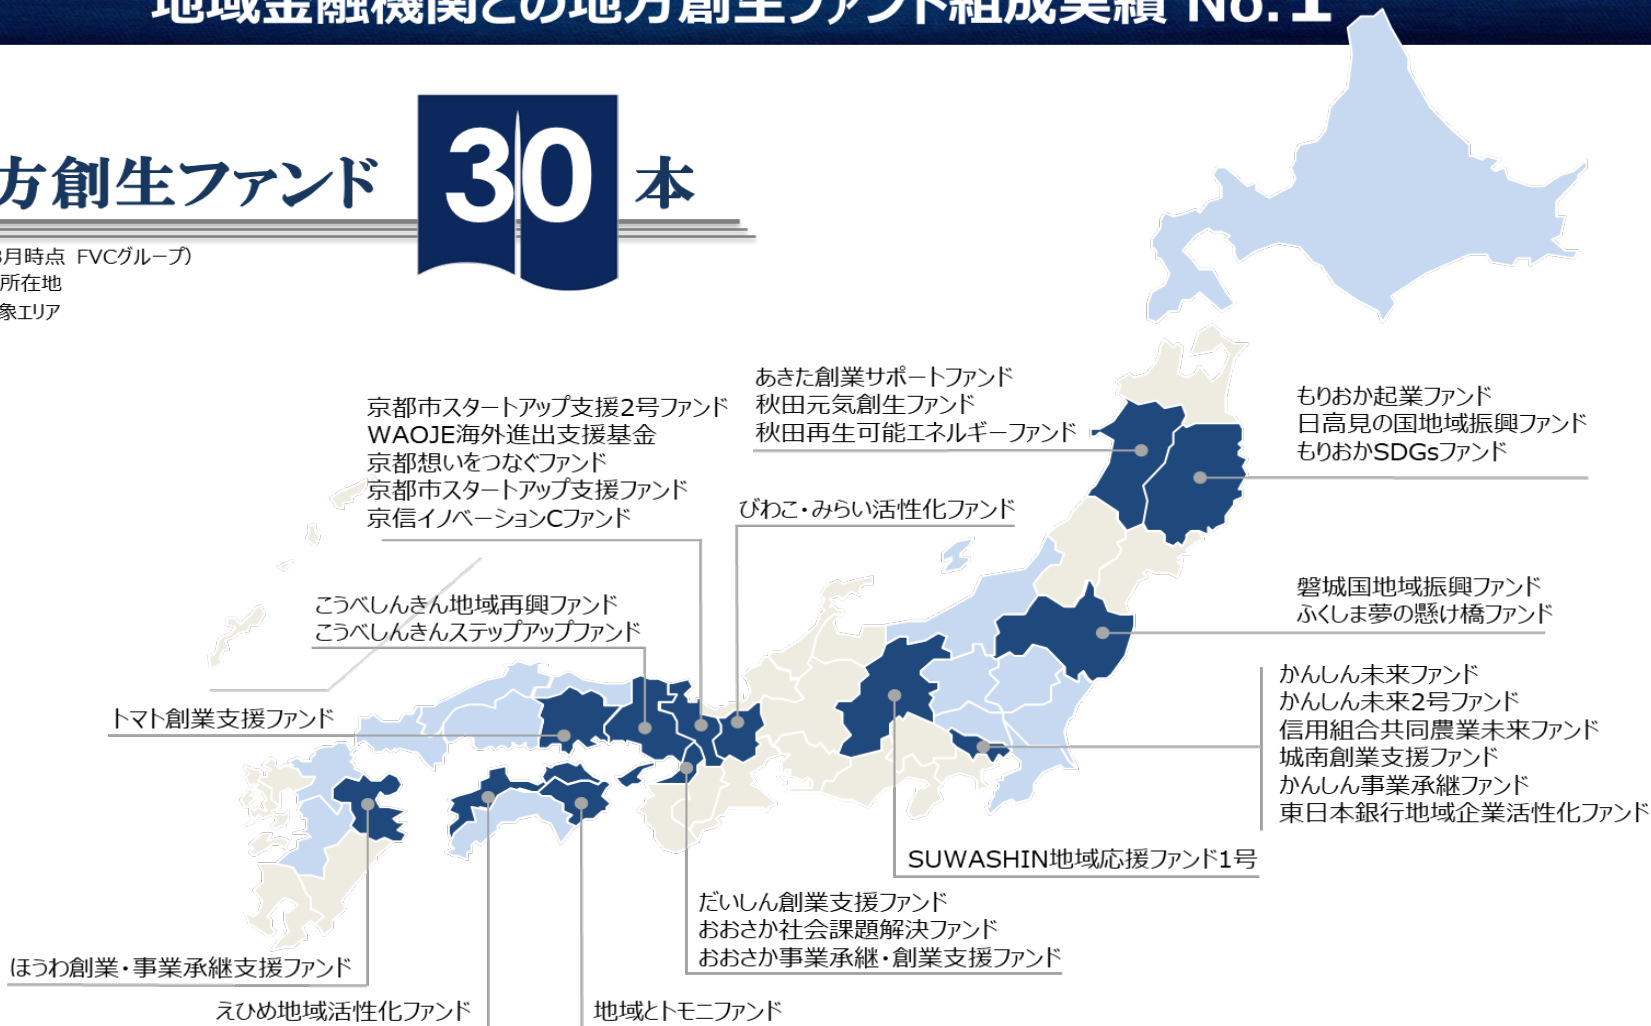 地域金融機関との地方創生ファンド組成実績 No.1
方創生ファンド 30 本
月時点 FVCグループ)
所在地
象エリア
あきた創業サポートファンド
秋田元気創生ファンド
秋田再生可能エネルギーファンド
もりおか起業ファンド
日高見の国地域振興ファンド
もりおかSDGsファンド
京都市スタートアップ支援2号ファンド
WAOJE海外進出支援基金
京都想いをつなぐファンド
京都市スタートアップ支援ファンド
京信イノベーションCファンド
びわこ・みらい活性化ファンド
こうべしんきん地域再興ファンド
こうべしんきんステップアップファンド
磐城国地域振興ファンド
ふくしま夢の懸け橋ファンド
トマト創業支援ファンド
かんしん未来ファンド
かんしん未来2号ファンド
信用組合共同農業未来ファンド
城南創業支援ファンド
かんしん事業承継ファンド
東日本銀行地域企業活性化ファンド
SUWASHIN地域応援ファンド1号
だいしん創業支援ファンド
おおさか社会課題解決ファンド
おおさか事業承継・創業支援ファンド
ほうわ創業・事業承継支援ファンド
えひめ地域活性化ファンド
地域とトモニファンド